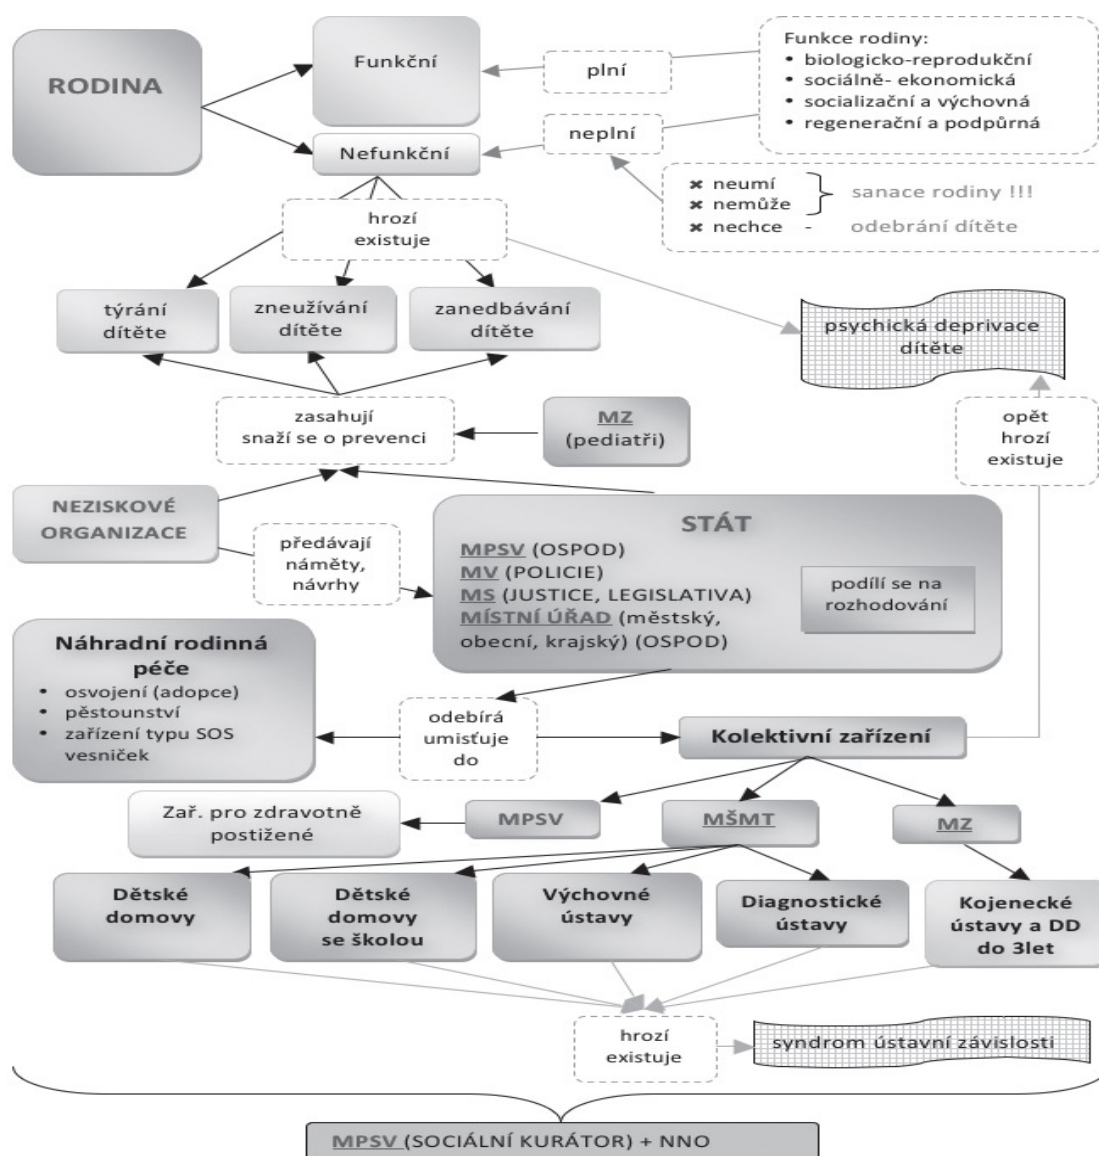 RODINA
Funkční
plní
Funkce rodiny:
• biologicko-reprodukční
• sociálně- ekonomická
• socializační a výchovná
• regenerační a podpůrná
Nefunkční
neplní
✖ neumí
✖ nemůže
sanace rodiny !!!
✖ nechce - odebrání dítěte
hrozí
existuje
týrání
dítěte
zneužívání
dítěte
zanedbávání
dítěte
psychická deprivace
dítěte
zasahují
snaží se o prevenci
MZ
(pediatři)
opět
hrozí
existuje
NEZISKOVÉ
ORGANIZACE
předávají
náměty,
návrhy
STÁT
MPSV (OSPOD)
MV (POLICIE)
MS (JUSTICE, LEGISLATIVA)
MÍSTNÍ ÚŘAD (městský,
obecní, krajský) (OSPOD)
podílí se na
rozhodování
Náhradní rodinná
péče
• osvojení (adopce)
• pěstounství
• zařízení typu SOS
vesniček
odebírá
umisťuje
do
Kolektivní zařízení
Zař. pro zdravotně
postižené
MPSV
MŠMT
MZ
Dětské
domovy
Dětské
domovy
se školou
Výchovné
ústavy
Diagnostické
ústavy
Kojenecké
ústavy a DD
do 3let
hrozí
existuje
syndrom ústavní závislosti
MPSV (SOCIÁLNÍ KURÁTOR) + NNO